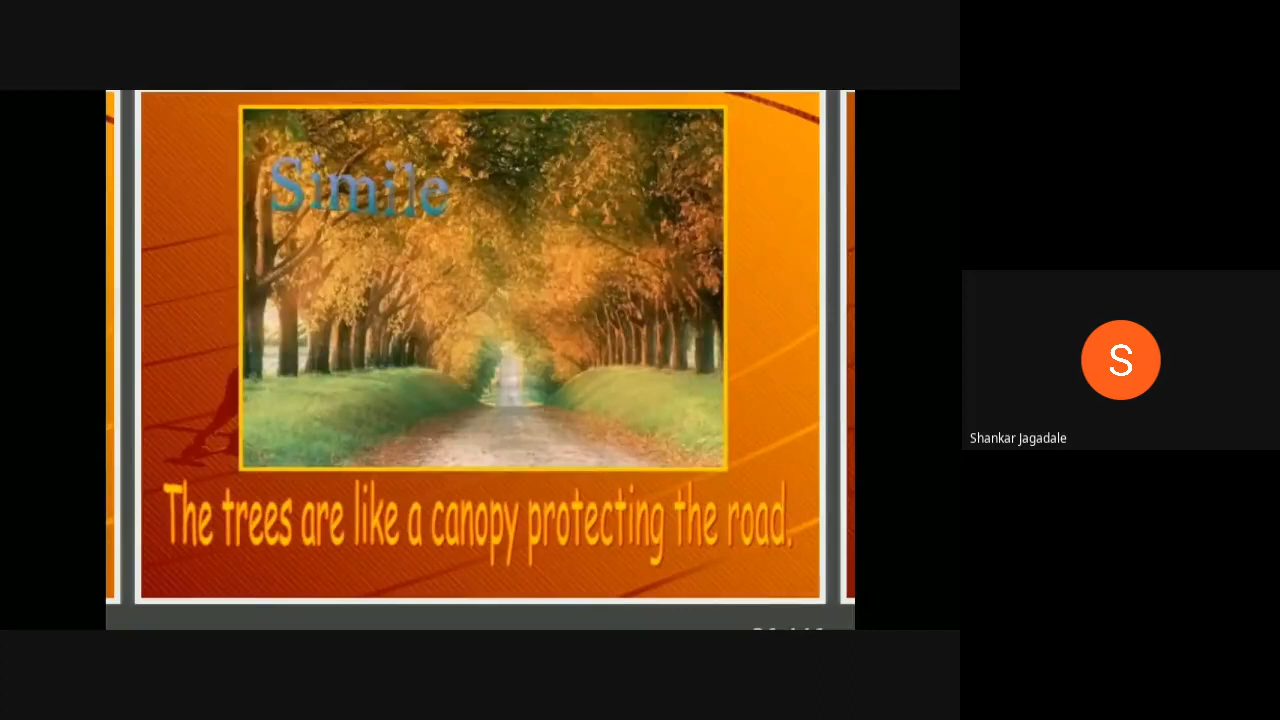 Simile
The trees are like a canopy protecting the road.
S
Shankar Jagadale